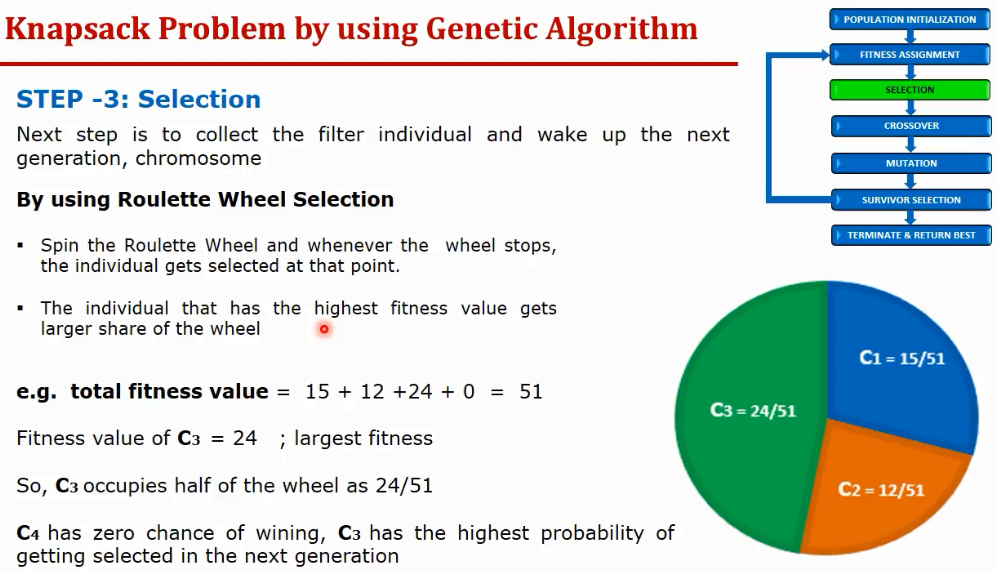 Knapsack Problem by using Genetic Algorithm
STEP -3: Selection
Next step is to collect the filter individual and wake up the next
generation, chromosome
By using Roulette Wheel Selection
▪ Spin the Roulette Wheel and whenever the wheel stops,
the individual gets selected at that point.
▪ The individual that has the highest fitness value gets
larger share of the wheel
e.g. total fitness value = 15 + 12 +24 + 0 = 51
Fitness value of C3 = 24 ; largest fitness
So, C3 occupies half of the wheel as 24/51
C4 has zero chance of wining, C3 has the highest probability of
getting selected in the next generation
POPULATION INITIALIZATION
FITNESS ASSIGNMENT
SELECTION
CROSSOVER
MUTATION
SURVIVOR SELECTION
TERMINATE & RETURN BEST
C1 = 15/51
C3 = 24/51
C2 = 12/51